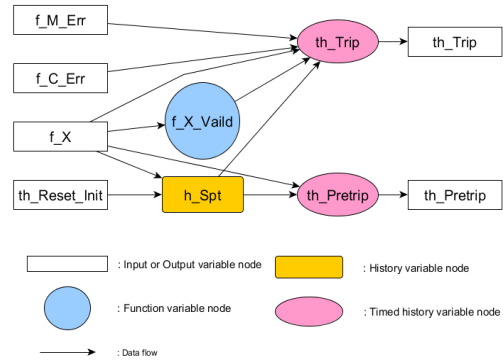 f_M_Err
th_Trip
th_Trip
f_C_Err
f_X_Vaild
f_X
th_Reset_Init
h_Spt
th_Pretrip
th_Pretrip
: Input or Output variable node
: History variable node
: Function variable node
: Timed history variable node
: Data flow